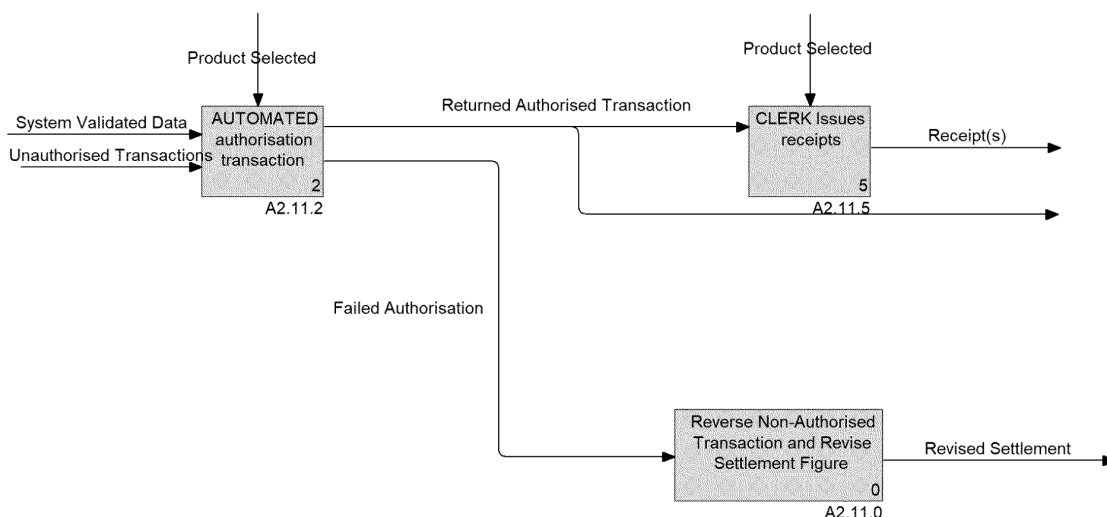 Product Selected
Product Selected
System Validated Data
Unauthorised Transactions
AUTOMATED
authorisation
transaction
2
A2.11.2
Returned Authorised Transaction
CLERK Issues
receipts
5
A2.11.5
Receipt(s)
Failed Authorisation
Reverse Non-Authorised
Transaction and Revise
Settlement Figure
0
A2.11.0
Revised Settlement